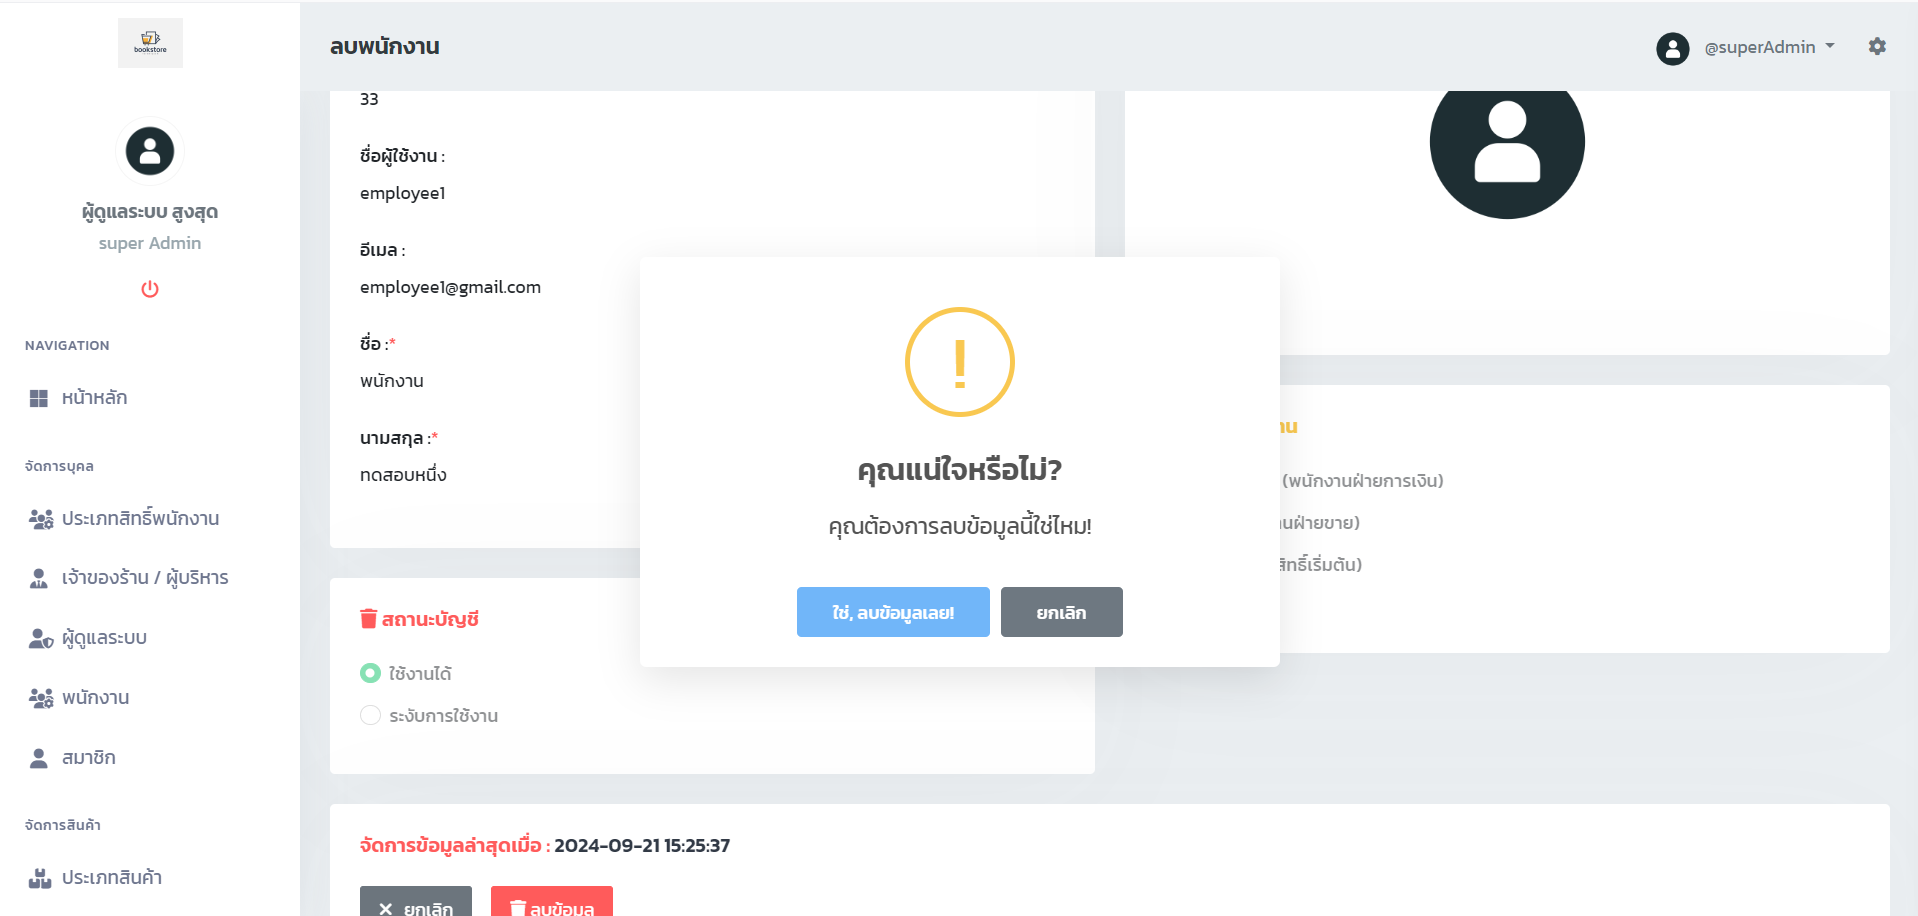 bookstore
ผู้ดูแลระบบ สูงสุด
super Admin
NAVIGATION
หน้าหลัก
จัดการบุคล
ประเภทสิทธิ์พนักงาน
เจ้าของร้าน / ผู้บริหาร
ผู้ดูแลระบบ
พนักงาน
สมาชิก
จัดการสินค้า
ประเภทสินค้า
ลบพนักงาน
@superAdmin
33
ชื่อผู้ใช้งาน :
employee1
อีเมล :
employee1@gmail.com
ชื่อ :*
พนักงาน
นามสกุล :*
ทดสอบหนึ่ง
คุณแน่ใจหรือไม่?
คุณต้องการลบข้อมูลนี้ใช่ไหม!
ใช่, ลบข้อมูลเลย!
ยกเลิก
(พนักงานฝ่ายการเงิน)
านฝ่ายขาย)
สิทธิ์เริ่มต้น)
สถานะบัญชี
ใช้งานได้
ระงับการใช้งาน
จัดการข้อมูลล่าสุดเมื่อ : 2024-09-21 15:25:37
ยกเลิก
ลบข้อมูล